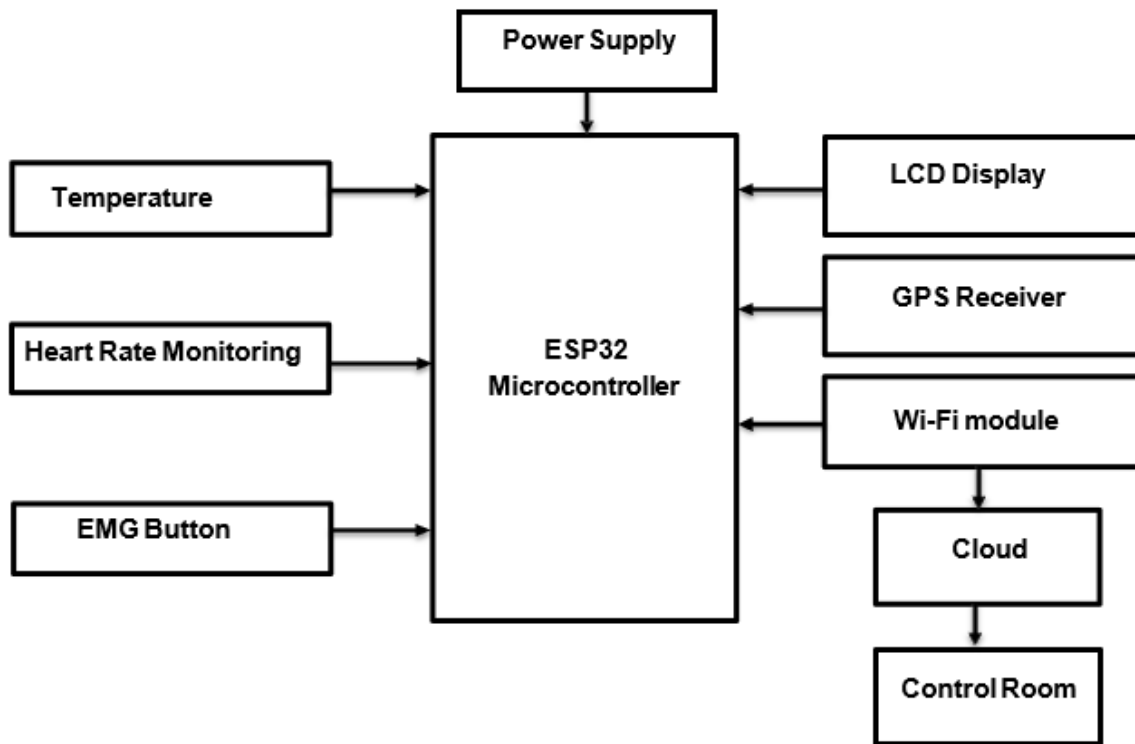 Power Supply
Temperature
LCD Display
GPS Receiver
Heart Rate Monitoring
ESP32
Microcontroller
Wi-Fi module
EMG Button
Cloud
Control Room